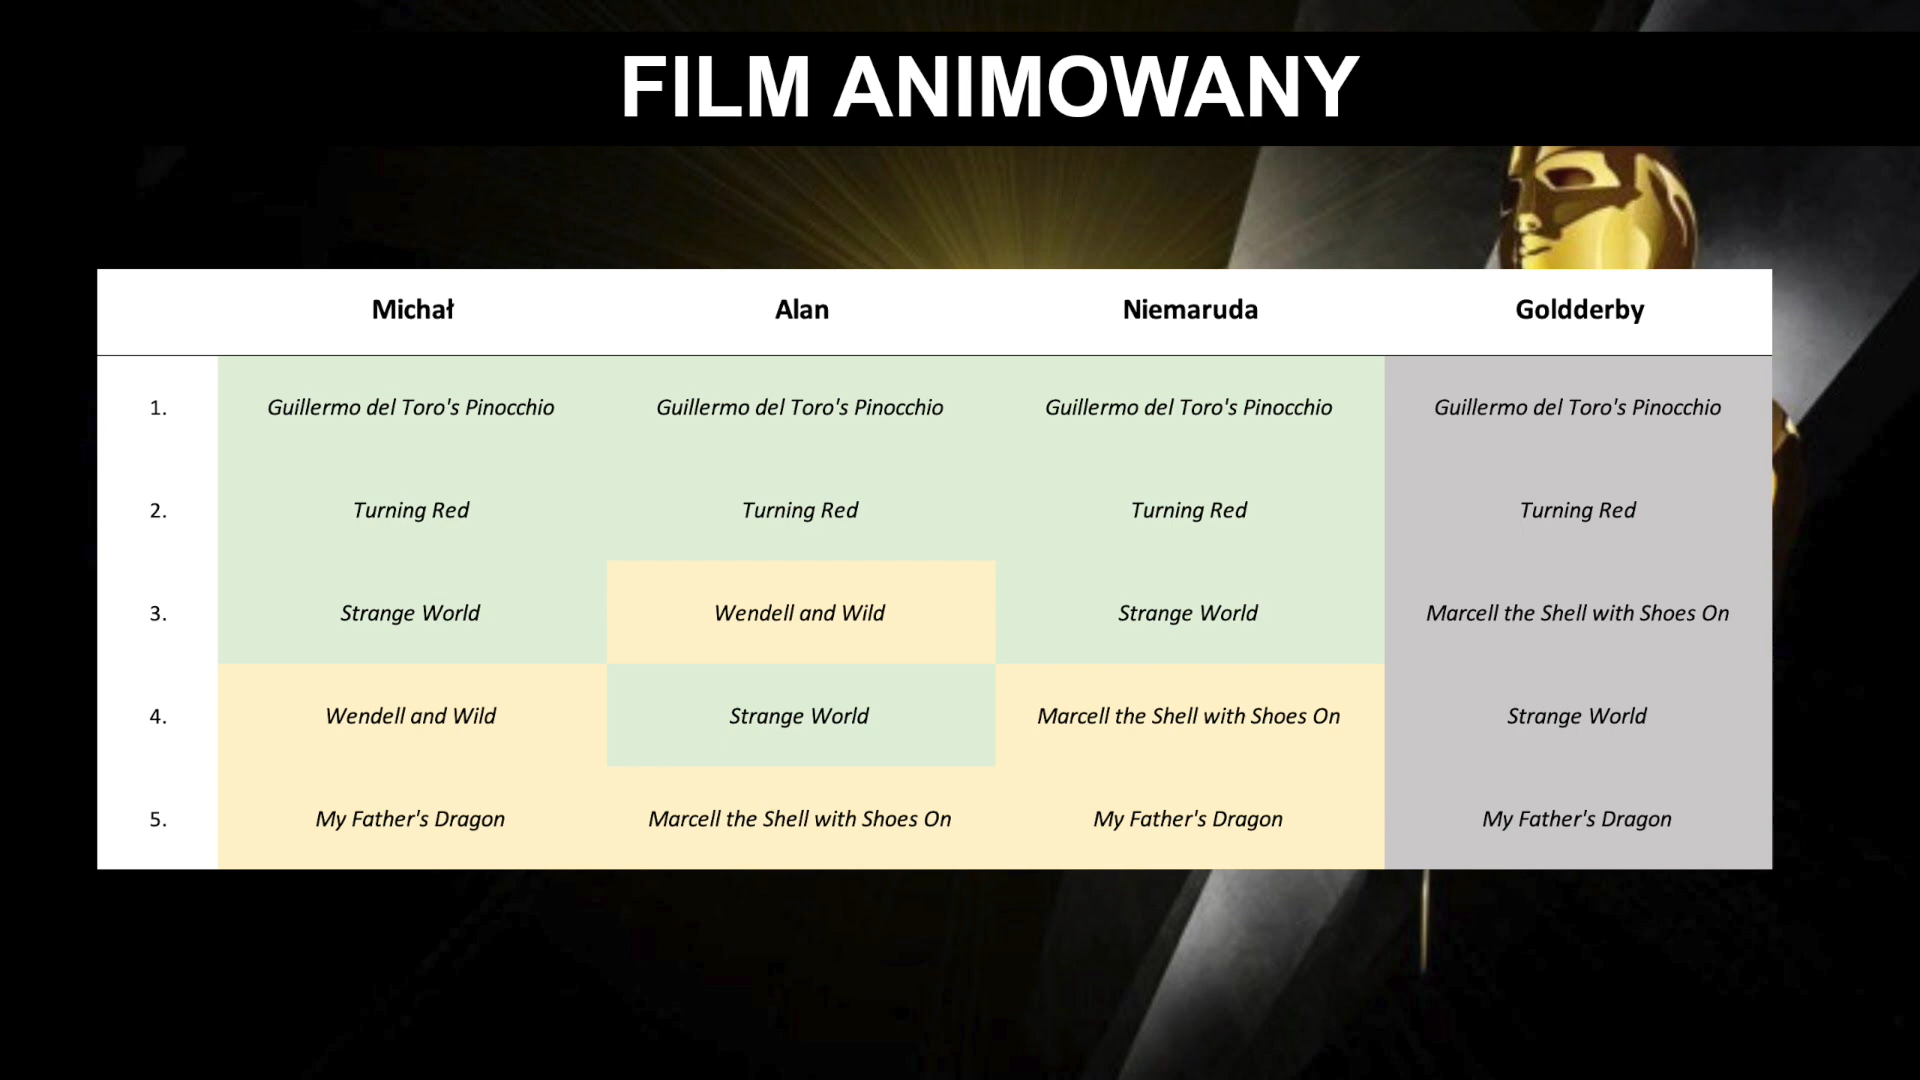 FILM ANIMOWANY
Michał Alan Niemaruda Goldderby
1. Guillermo del Toro's Pinocchio Guillermo del Toro's Pinocchio Guillermo del Toro's Pinocchio Guillermo del Toro's Pinocchio
2. Turning Red Turning Red Turning Red Turning Red
3. Strange World Wendell and Wild Strange World Marcell the Shell with Shoes On
4. Wendell and Wild Strange World Marcell the Shell with Shoes On Strange World
5. My Father's Dragon Marcell the Shell with Shoes On My Father's Dragon My Father's Dragon